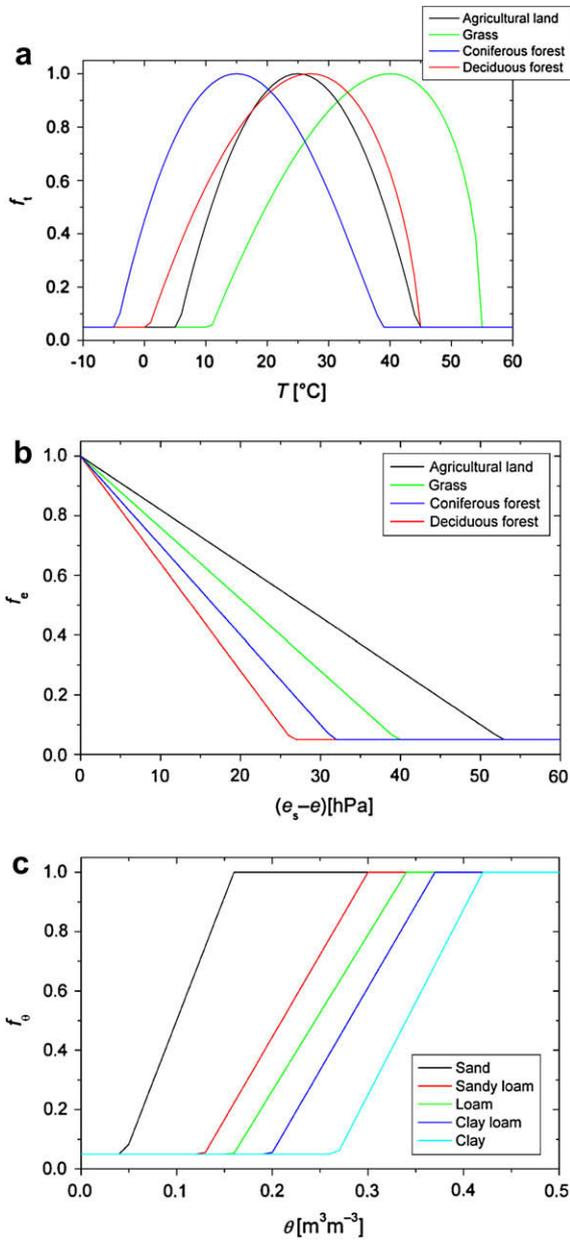 a
Agricultural land
Grass
Coniferous forest
Deciduous forest
1.0
0.8
0.6
0.4
0.2
0.0
f_t
-10 0 10 20 30 40 50 60
T [°C]
b
Agricultural land
Grass
Coniferous forest
Deciduous forest
1.0
0.8
0.6
0.4
0.2
0.0
f_e
0 10 20 30 40 50 60
(e_s–e)[hPa]
c
1.0
0.8
0.6
0.4
0.2
0.0
f_θ
Sand
Sandy loam
Loam
Clay loam
Clay
0.0 0.1 0.2 0.3 0.4 0.5
θ [m³m⁻³]